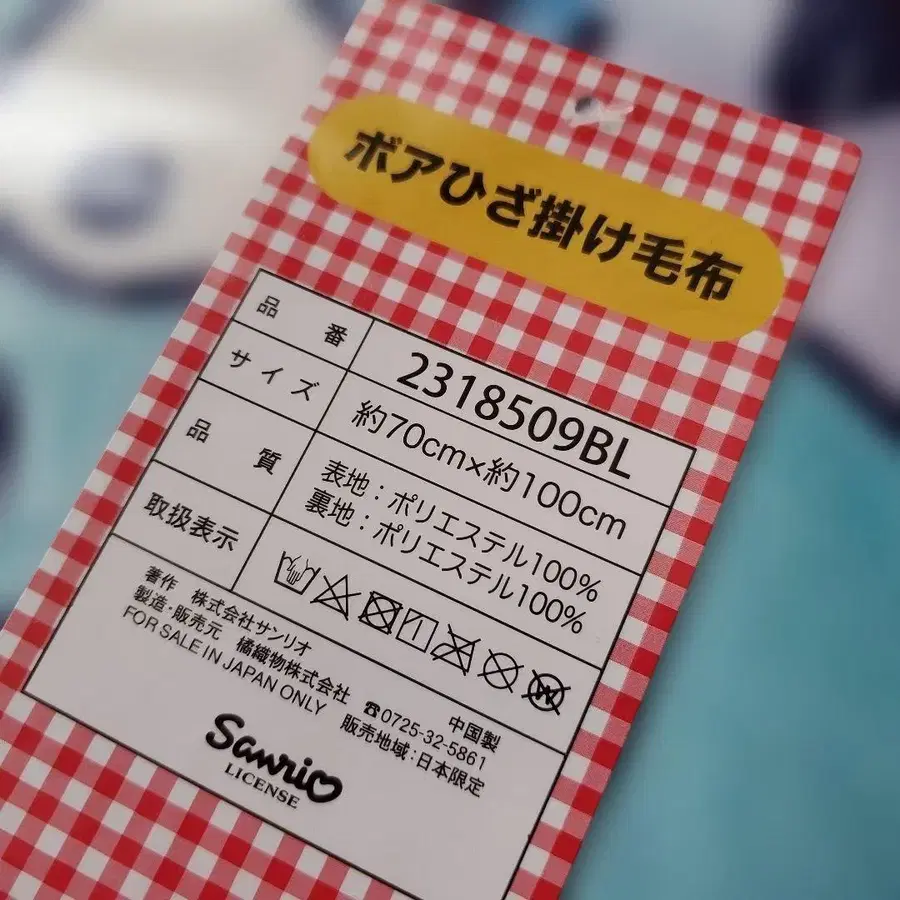 ボアひざ掛け毛布
品番 2318509BL
サイズ 約70cm×約100cm
品質 表地：ポリエステル100%
裏地：ポリエステル100%
取扱表示
著作 株式会社サンリオ
製造・販売元 橘織物株式会社 中国製
☎0725-32-5861
FOR SALE IN JAPAN ONLY 販売地域：日本限定
Sanrio
LICENSE